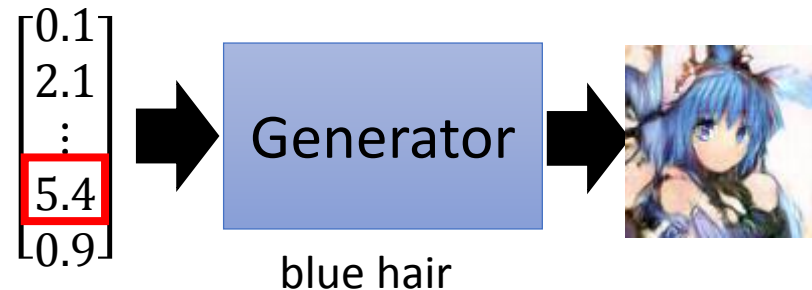 0.1
2.1
⋮
5.4
0.9
Generator
blue hair